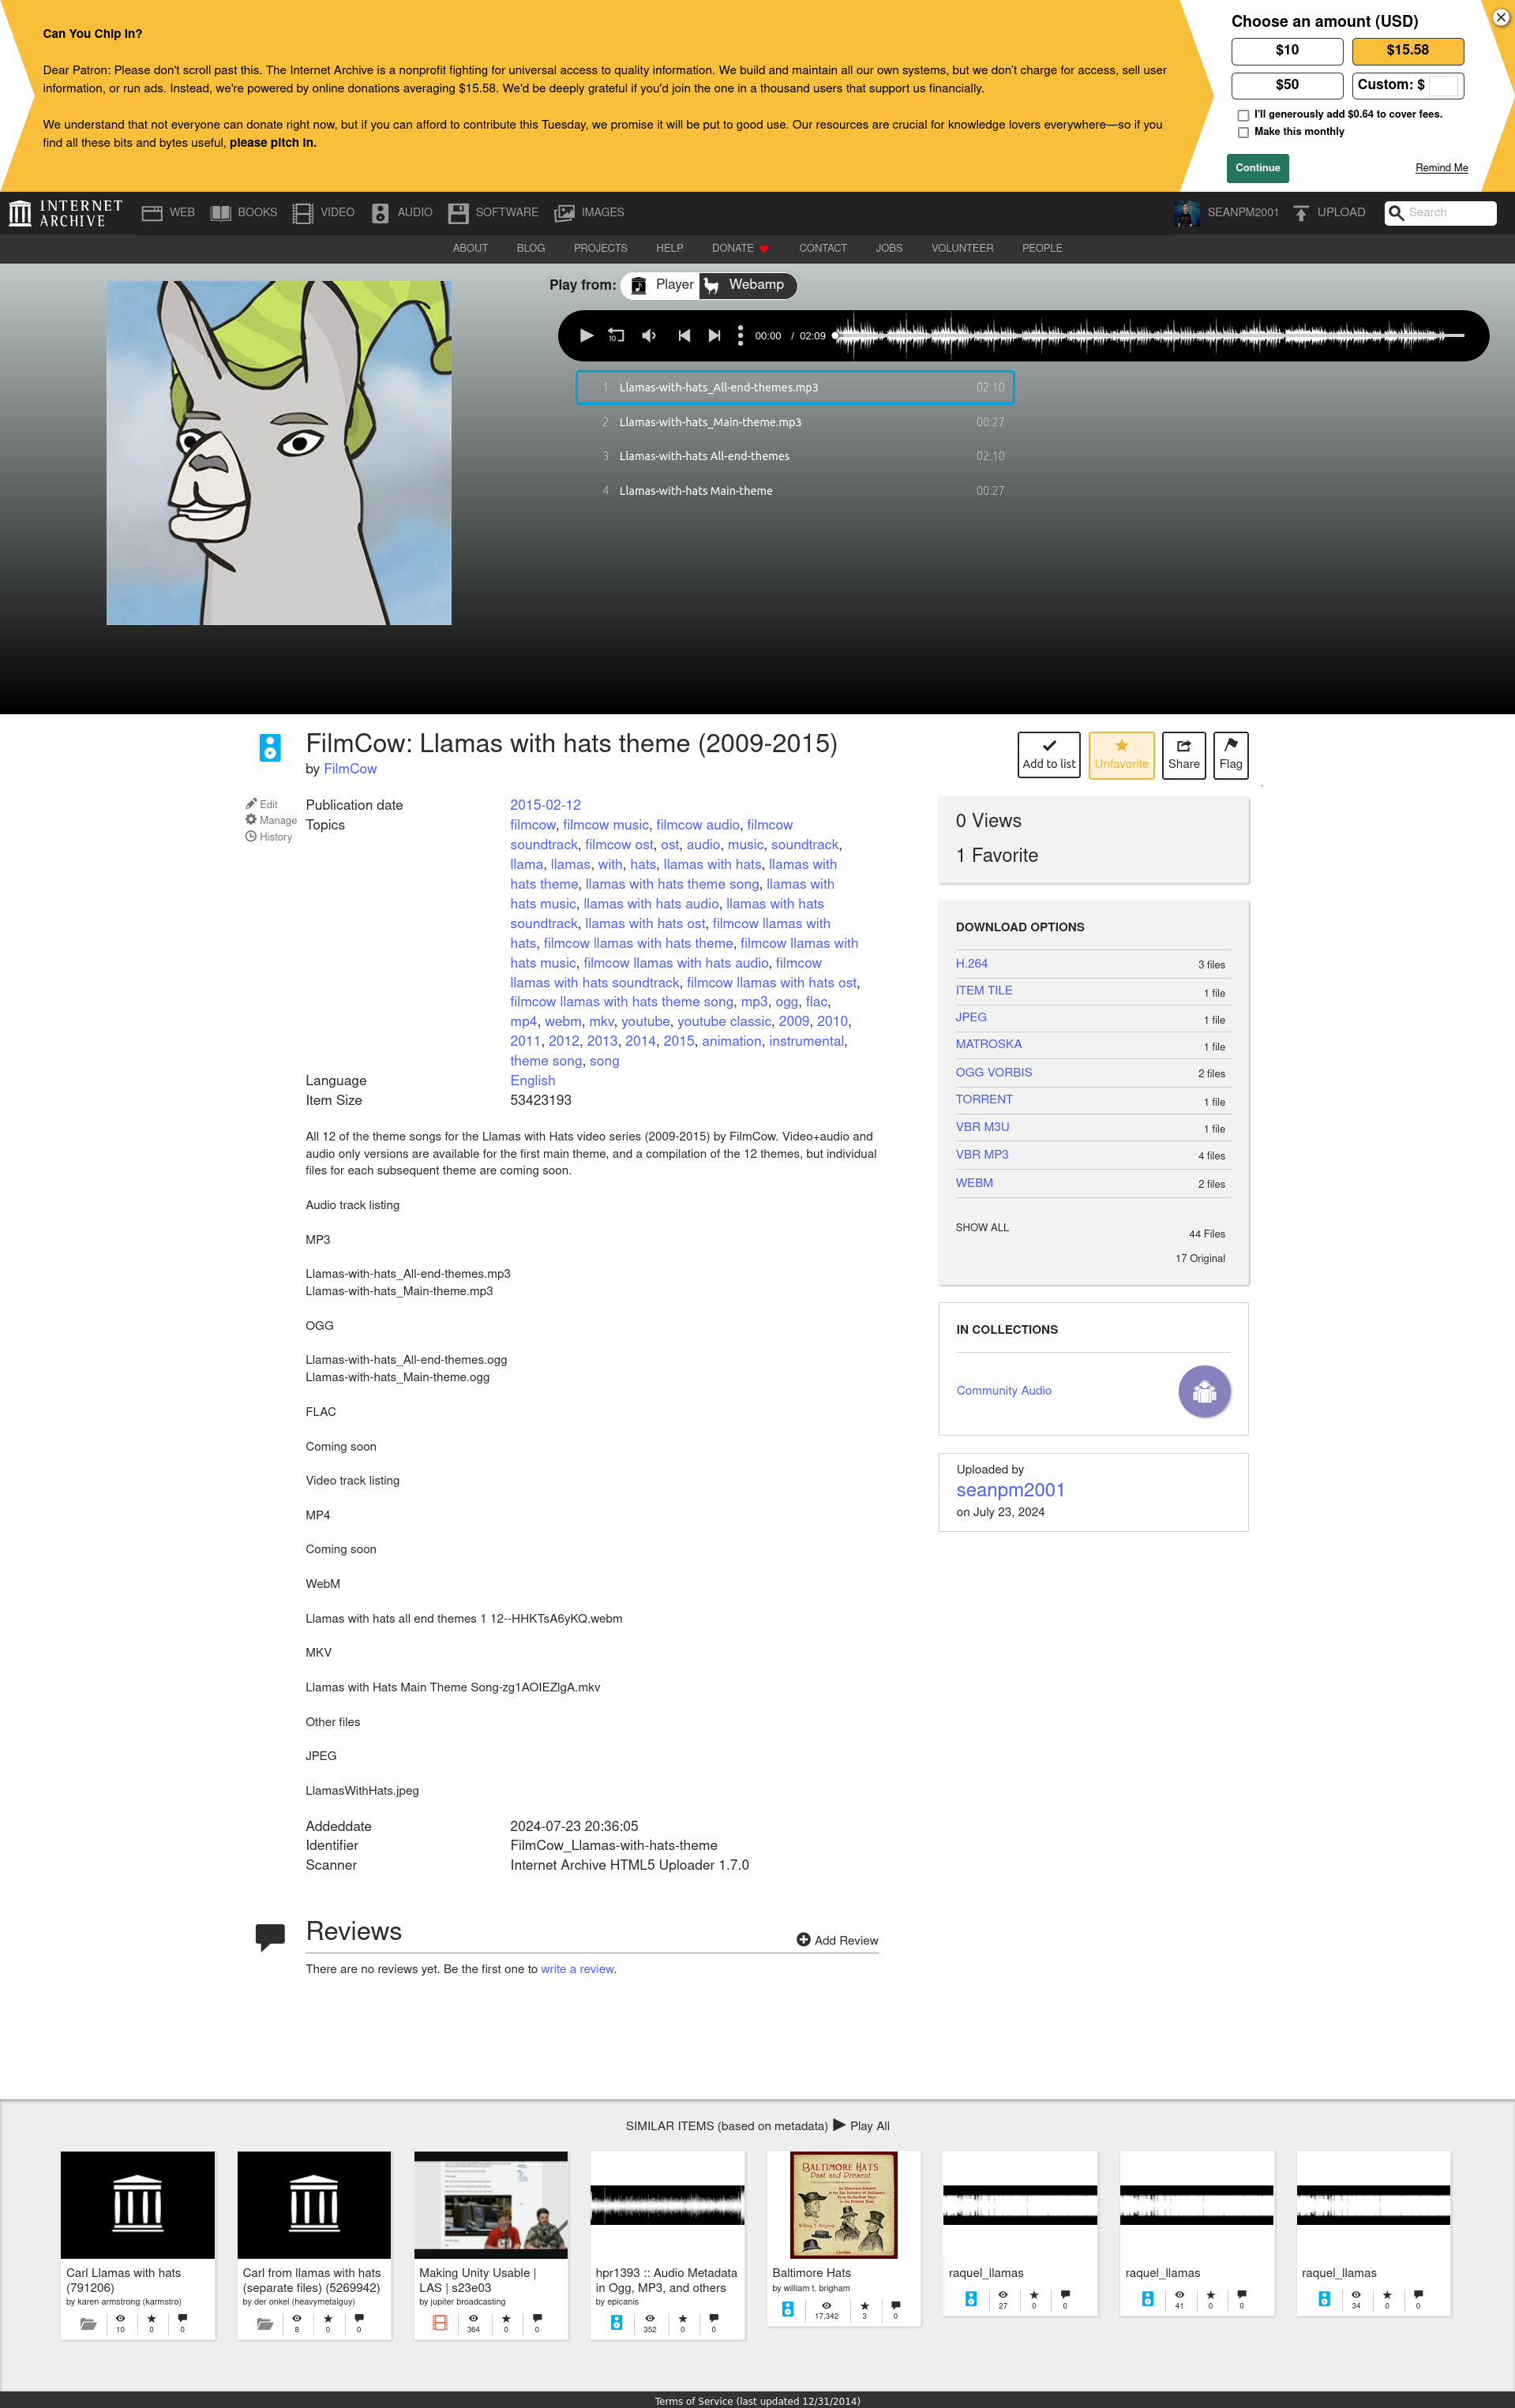 Can You Chip In?
Dear Patron: Please don't scroll past this. The Internet Archive is a nonprofit fighting for universal access to quality information. We build and maintain all our own systems, but we don't charge for access, sell user
information, or run ads. Instead, we're powered by online donations averaging $15.58. We'd be deeply grateful if you'd join the one in a thousand users that support us financially.
We understand that not everyone can donate right now, but if you can afford to contribute this Tuesday, we promise it will be put to good use. Our resources are crucial for knowledge lovers everywhere—so if you
find all these bits and bytes useful, please pitch in.
Choose an amount (USD)
$10 $15.58
$50 Custom: $
I'll generously add $0.64 to cover fees.
Make this monthly
Continue Remind Me
INTERNET ARCHIVE WEB BOOKS VIDEO AUDIO SOFTWARE IMAGES SEANPM2001 UPLOAD Search
ABOUT BLOG PROJECTS HELP DONATE CONTACT JOBS VOLUNTEER PEOPLE
Play from: Player Webamp
10 00:00 / 02:09
1 Llamas-with-hats_All-end-themes.mp3 02:10
2 Llamas-with-hats_Main-theme.mp3 00:27
3 Llamas-with-hats All-end-themes 02:10
4 Llamas-with-hats Main-theme 00:27
FilmCow: Llamas with hats theme (2009-2015)
by FilmCow
Add to list Unfavorite Share Flag
Edit
Manage
History
Publication date 2015-02-12
Topics filmcow, filmcow music, filmcow audio, filmcow
soundtrack, filmcow ost, ost, audio, music, soundtrack,
llama, llamas, with, hats, llamas with hats, llamas with
hats theme, llamas with hats theme song, llamas with
hats music, llamas with hats audio, llamas with hats
soundtrack, llamas with hats ost, filmcow llamas with
hats, filmcow llamas with hats theme, filmcow llamas with
hats music, filmcow llamas with hats audio, filmcow
llamas with hats soundtrack, filmcow llamas with hats ost,
filmcow llamas with hats theme song, mp3, ogg, flac,
mp4, webm, mkv, youtube, youtube classic, 2009, 2010,
2011, 2012, 2013, 2014, 2015, animation, instrumental,
theme song, song
Language English
Item Size 53423193
All 12 of the theme songs for the Llamas with Hats video series (2009-2015) by FilmCow. Video+audio and
audio only versions are available for the first main theme, and a compilation of the 12 themes, but individual
files for each subsequent theme are coming soon.
Audio track listing
MP3
Llamas-with-hats_All-end-themes.mp3
Llamas-with-hats_Main-theme.mp3
OGG
Llamas-with-hats_All-end-themes.ogg
Llamas-with-hats_Main-theme.ogg
FLAC
Coming soon
Video track listing
MP4
Coming soon
WebM
Llamas with hats all end themes 1 12--HHKTsA6yKQ.webm
MKV
Llamas with Hats Main Theme Song-zg1AOIEZlgA.mkv
Other files
JPEG
LlamasWithHats.jpeg
Addeddate 2024-07-23 20:36:05
Identifier FilmCow_Llamas-with-hats-theme
Scanner Internet Archive HTML5 Uploader 1.7.0
0 Views
1 Favorite
DOWNLOAD OPTIONS
H.264 3 files
ITEM TILE 1 file
JPEG 1 file
MATROSKA 1 file
OGG VORBIS 2 files
TORRENT 1 file
VBR M3U 1 file
VBR MP3 4 files
WEBM 2 files
SHOW ALL 44 Files
17 Original
IN COLLECTIONS
Community Audio
Uploaded by
seanpm2001
on July 23, 2024
Reviews Add Review
There are no reviews yet. Be the first one to write a review.
SIMILAR ITEMS (based on metadata) Play All
Carl Llamas with hats
(791206)
by karen armstrong (karmstro)
10 0 0
Carl from llamas with hats
(separate files) (5269942)
by der onkel (heavymetalguy)
8 0 0
Making Unity Usable |
LAS | s23e03
by jupiter broadcasting
364 0 0
hpr1393 :: Audio Metadata
in Ogg, MP3, and others
by epicanis
352 0 0
BALTIMORE HATS
Past and Present
Baltimore Hats
by william t. brigham
17,342 3 0
raquel_llamas
27 0 0
raquel_llamas
41 0 0
raquel_llamas
34 0 0
Terms of Service (last updated 12/31/2014)